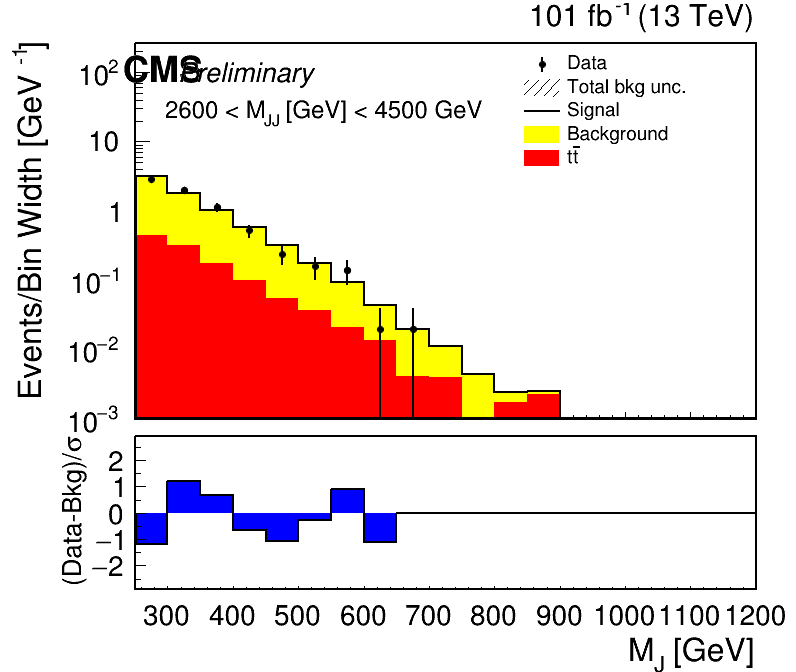 101 fb⁻¹ (13 TeV)
CMS Preliminary
2600 < M_JJ [GeV] < 4500 GeV
Data
Total bkg unc.
Signal
Background
tt̄
Events/Bin Width [GeV⁻¹]
10²
10
1
10⁻¹
10⁻²
10⁻³
(Data-Bkg)/σ
2
1
0
−1
−2
300 400 500 600 700 800 900 1000 1100 1200
M_J [GeV]